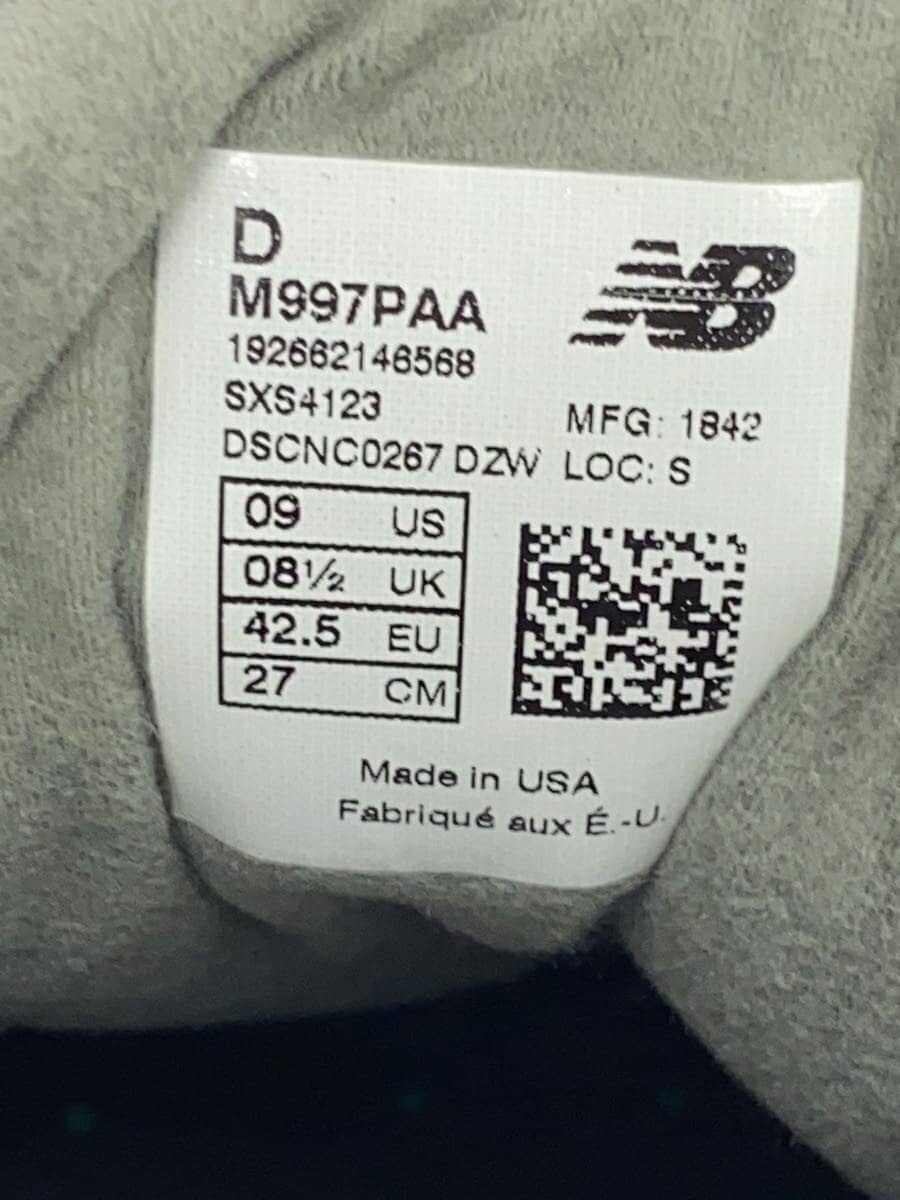 D
M997PAA
NB
192662146568
SXS4123
MFG: 1842
DSCNC0267 DZW LOC: S
09 US
08½ UK
42.5 EU
27 CM
Made in USA
Fabriqué aux É.-U.